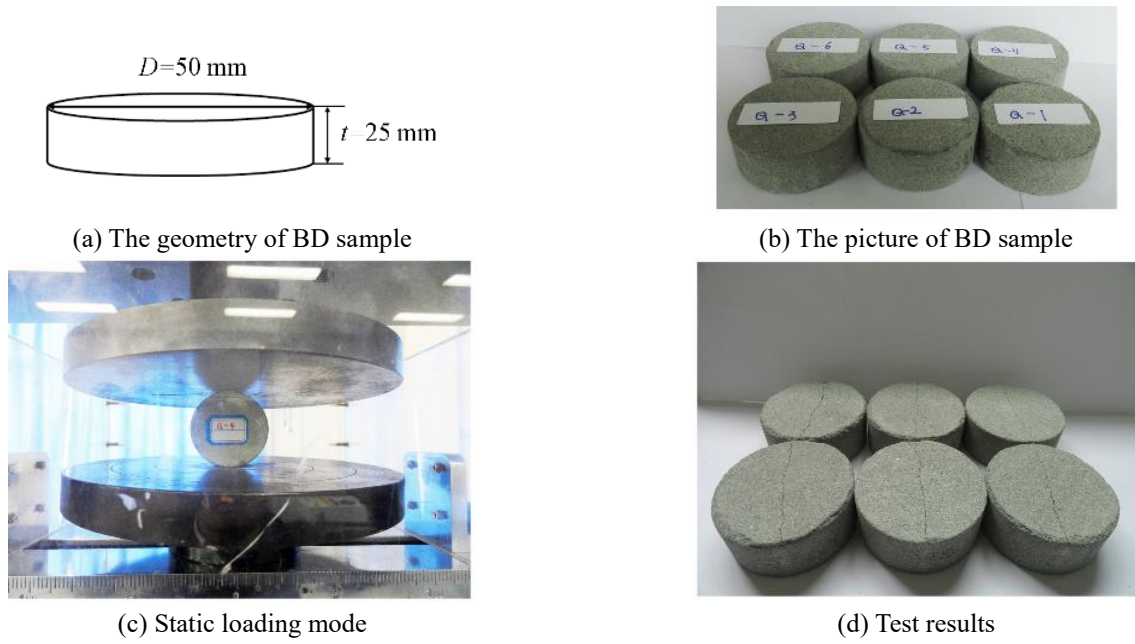 D=50 mm
t=25 mm
(a) The geometry of BD sample
Q-6
Q-5
Q-4
Q-3
Q-2
Q-1
(b) The picture of BD sample
Q-4
(c) Static loading mode
(d) Test results